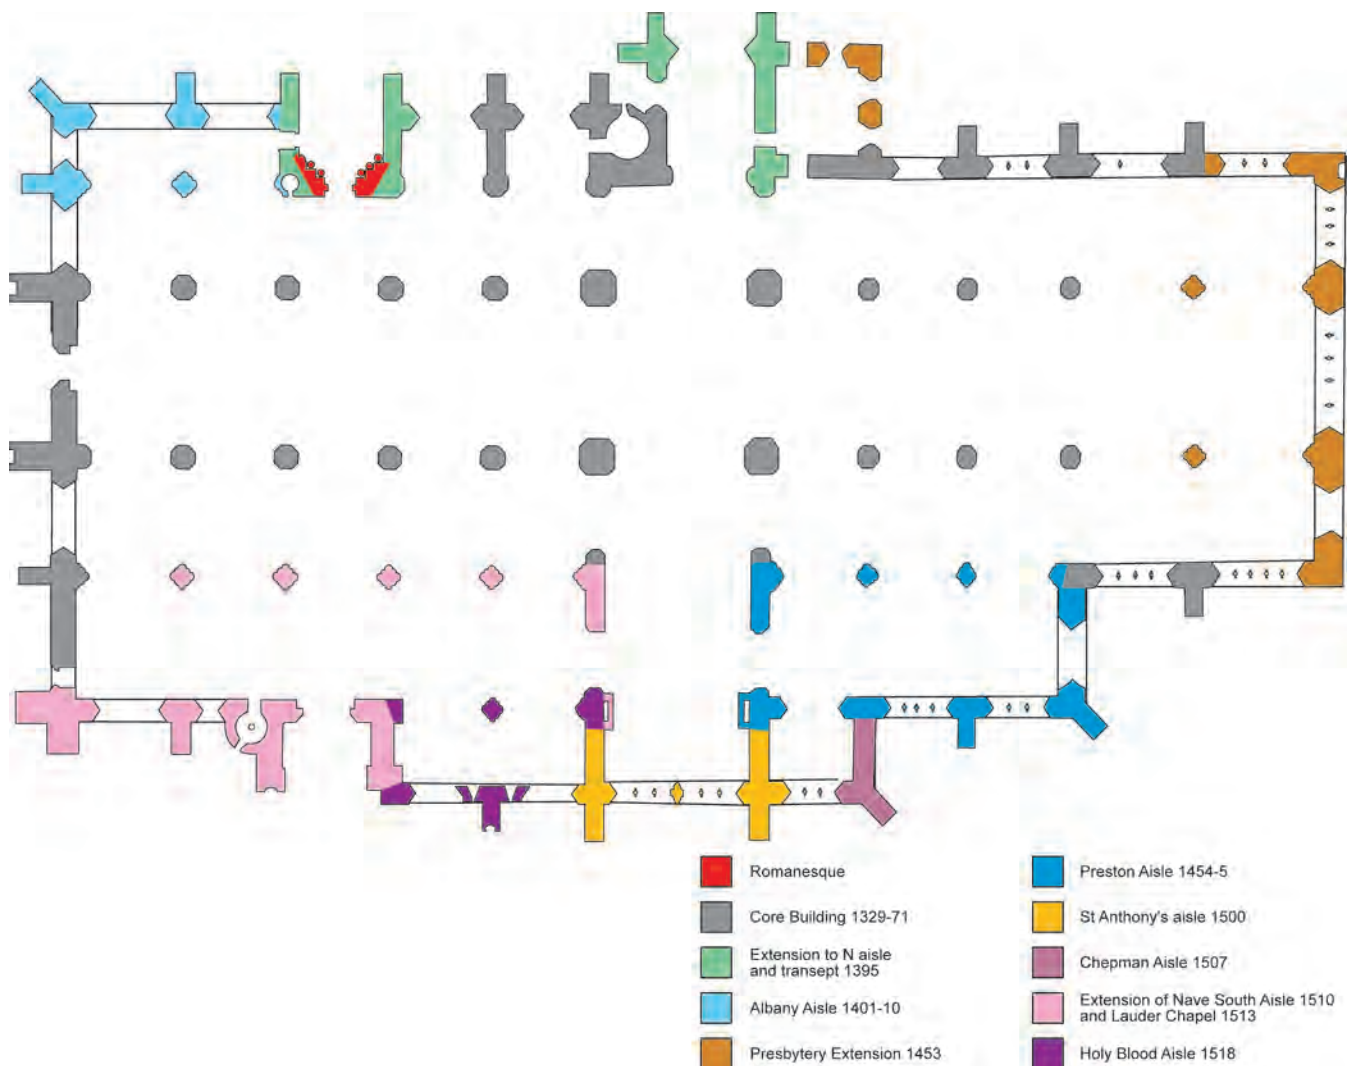 Romanesque
Core Building 1329-71
Extension to N aisle
and transept 1395
Albany Aisle 1401-10
Presbytery Extension 1453
Preston Aisle 1454-5
St Anthony's aisle 1500
Chepman Aisle 1507
Extension of Nave South Aisle 1510
and Lauder Chapel 1513
Holy Blood Aisle 1518